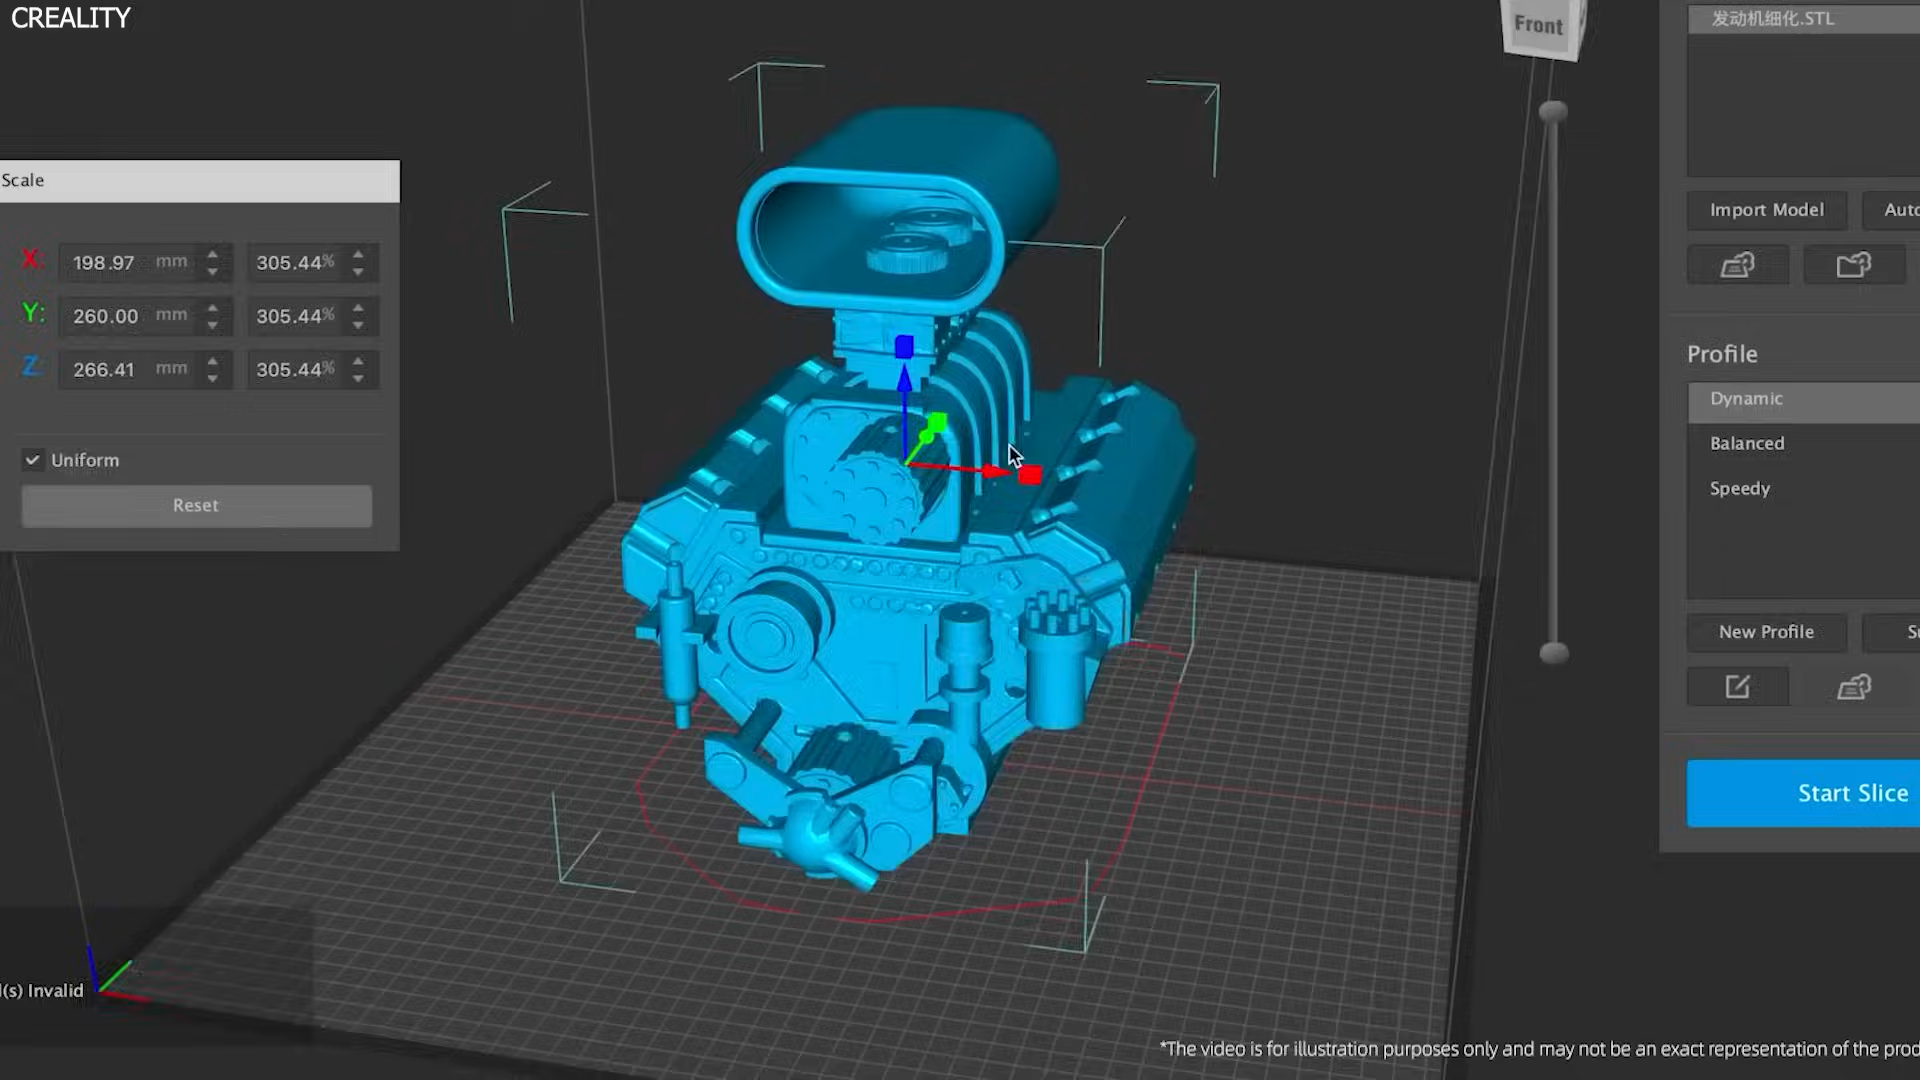 CREALITY
Front
发动机细化.STL
Scale
X: 198.97 mm 305.44%
Y: 260.00 mm 305.44%
Z: 266.41 mm 305.44%
Uniform
Reset
Import Model
Profile
Dynamic
Balanced
Speedy
New Profile
Start Slice
(s) Invalid
*The video is for illustration purposes only and may not be an exact representation of the